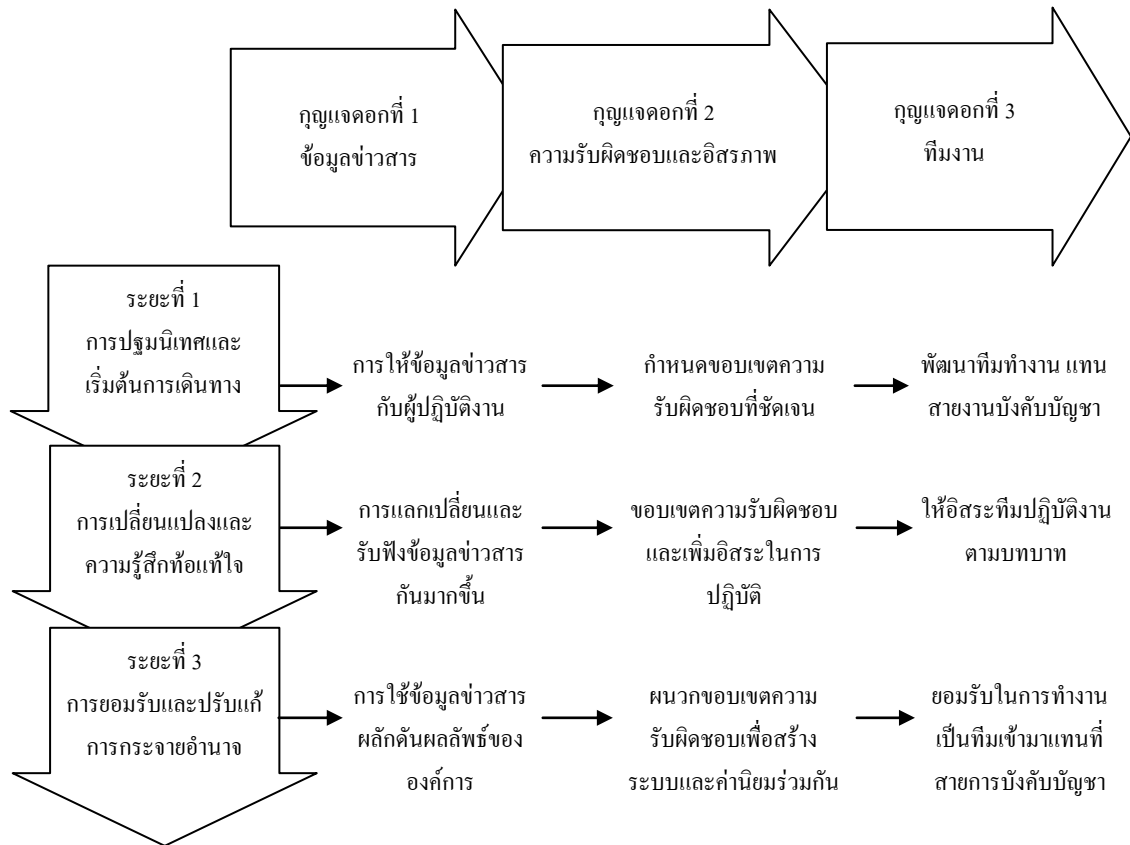 กุญแจดอกที่ 1
ข้อมูลข่าวสาร
กุญแจดอกที่ 2
ความรับผิดชอบและอิสรภาพ
กุญแจดอกที่ 3
ทีมงาน
ระยะที่ 1
การปฐมนิเทศและ
เริ่มต้นการเดินทาง
การให้ข้อมูลข่าวสาร
กับผู้ปฏิบัติงาน
กำหนดขอบเขตความ
รับผิดชอบที่ชัดเจน
พัฒนาทีมทำงาน แทน
สายงานบังคับบัญชา
ระยะที่ 2
การเปลี่ยนแปลงและ
ความรู้สึกท้อแท้ใจ
การแลกเปลี่ยนและ
รับฟังข้อมูลข่าวสาร
กันมากขึ้น
ขอบเขตความรับผิดชอบ
และเพิ่มอิสระในการ
ปฏิบัติ
ให้อิสระทีมปฏิบัติงาน
ตามบทบาท
ระยะที่ 3
การยอมรับและปรับแก้
การกระจายอำนาจ
การใช้ข้อมูลข่าวสาร
ผลักดันผลลัพธ์ของ
องค์การ
ผนวกขอบเขตความ
รับผิดชอบเพื่อสร้าง
ระบบและค่านิยมร่วมกัน
ยอมรับในการทำงาน
เป็นทีมเข้ามาแทนที่
สายการบังคับบัญชา